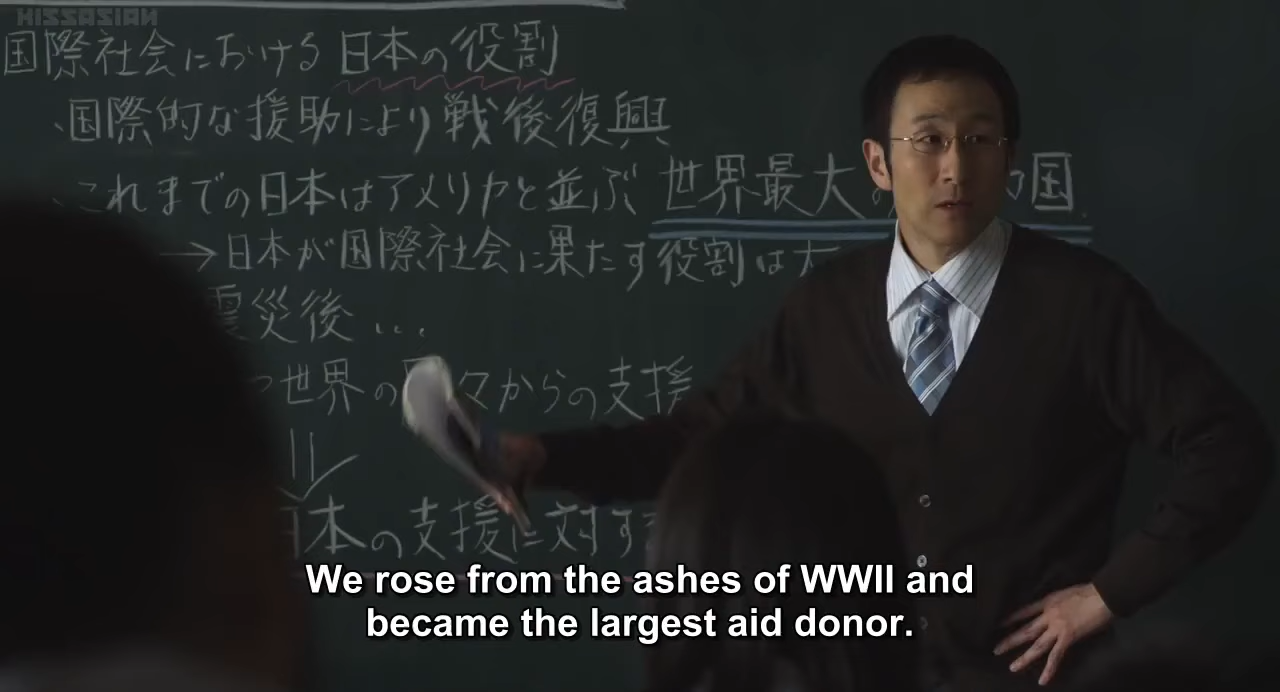 KISSASIAN
国際社会における日本の役割
、国際的な援助により戦後復興
、これまでの日本はアメリカと並ぶ世界最大の国
→日本が国際社会に果たす役割は大
震災後...
世界の々からの支援
日本の支援に対す
We rose from the ashes of WWII and
became the largest aid donor.